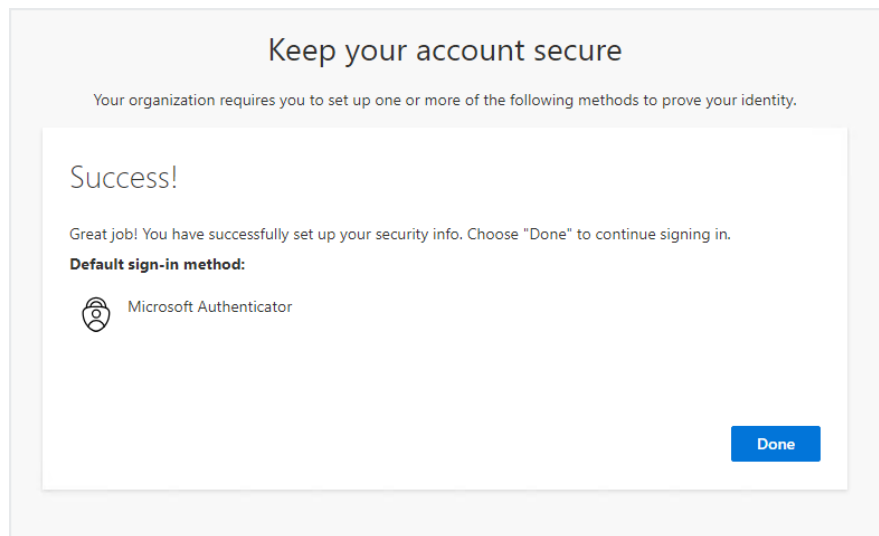 Keep your account secure
Your organization requires you to set up one or more of the following methods to prove your identity.
Success!
Great job! You have successfully set up your security info. Choose "Done" to continue signing in.
Default sign-in method:
Microsoft Authenticator
Done